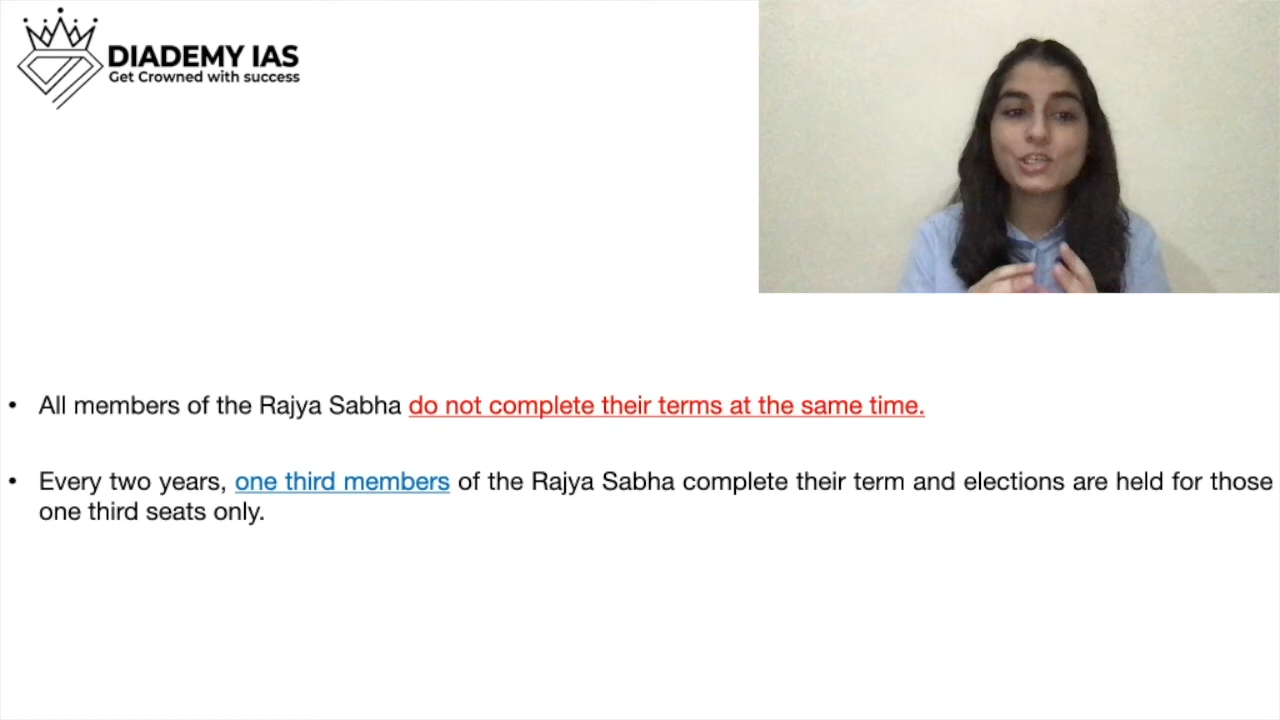 DIADEMY IAS
Get Crowned with success
• All members of the Rajya Sabha do not complete their terms at the same time.
• Every two years, one third members of the Rajya Sabha complete their term and elections are held for those
one third seats only.